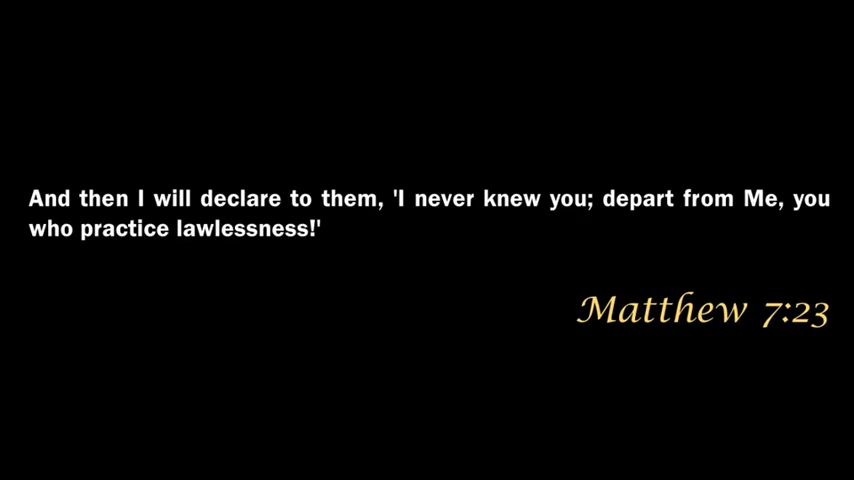 And then I will declare to them, 'I never knew you; depart from Me, you
who practice lawlessness!'
Matthew 7:23